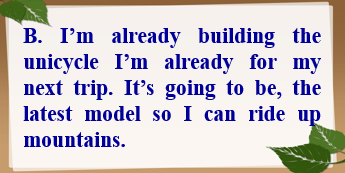 B. I’m already building the
unicycle I’m already for my
next trip. It’s going to be, the
latest model so I can ride up
mountains.